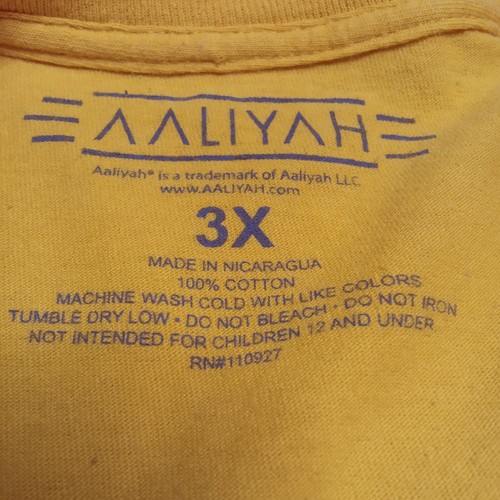 AALIYAH
Aaliyah® is a trademark of Aaliyah LLC.
www.AALIYAH.com
3X
MADE IN NICARAGUA
100% COTTON
MACHINE WASH COLD WITH LIKE COLORS
TUMBLE DRY LOW • DO NOT BLEACH • DO NOT IRON
NOT INTENDED FOR CHILDREN 12 AND UNDER
RN#110927